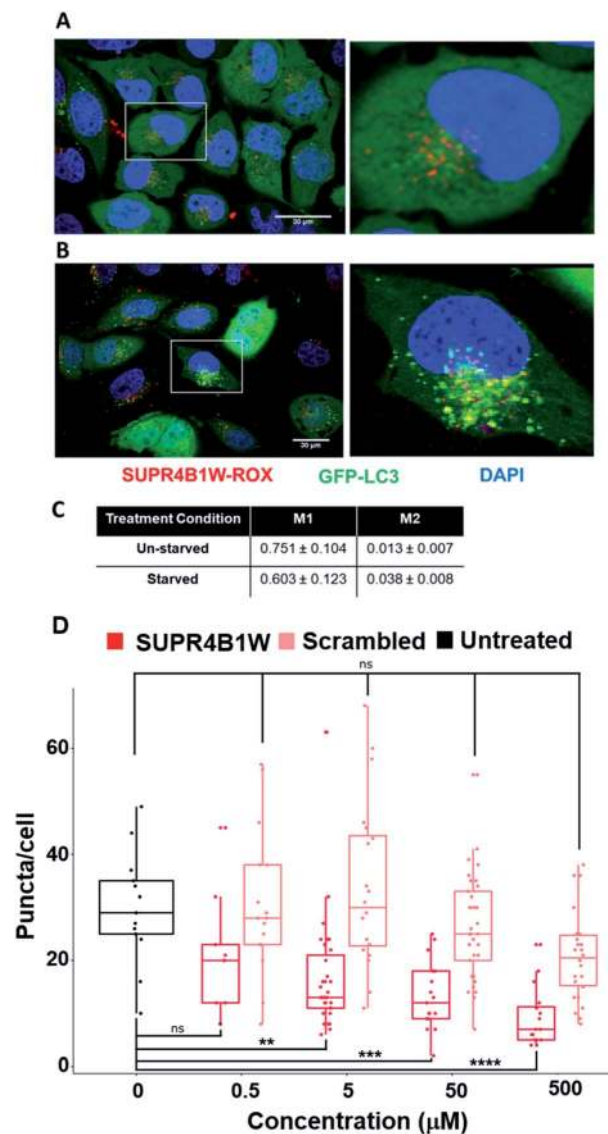 A
30 µm
B
30 µm
SUPR4B1W-ROX GFP-LC3 DAPI
C
Treatment Condition M1 M2
Un-starved 0.751 ± 0.104 0.013 ± 0.007
Starved 0.603 ± 0.123 0.038 ± 0.008
D
SUPR4B1W Scrambled Untreated
ns
60
40
20
0
Puncta/cell
ns
**
***
****
0 0.5 5 50 500
Concentration (µM)